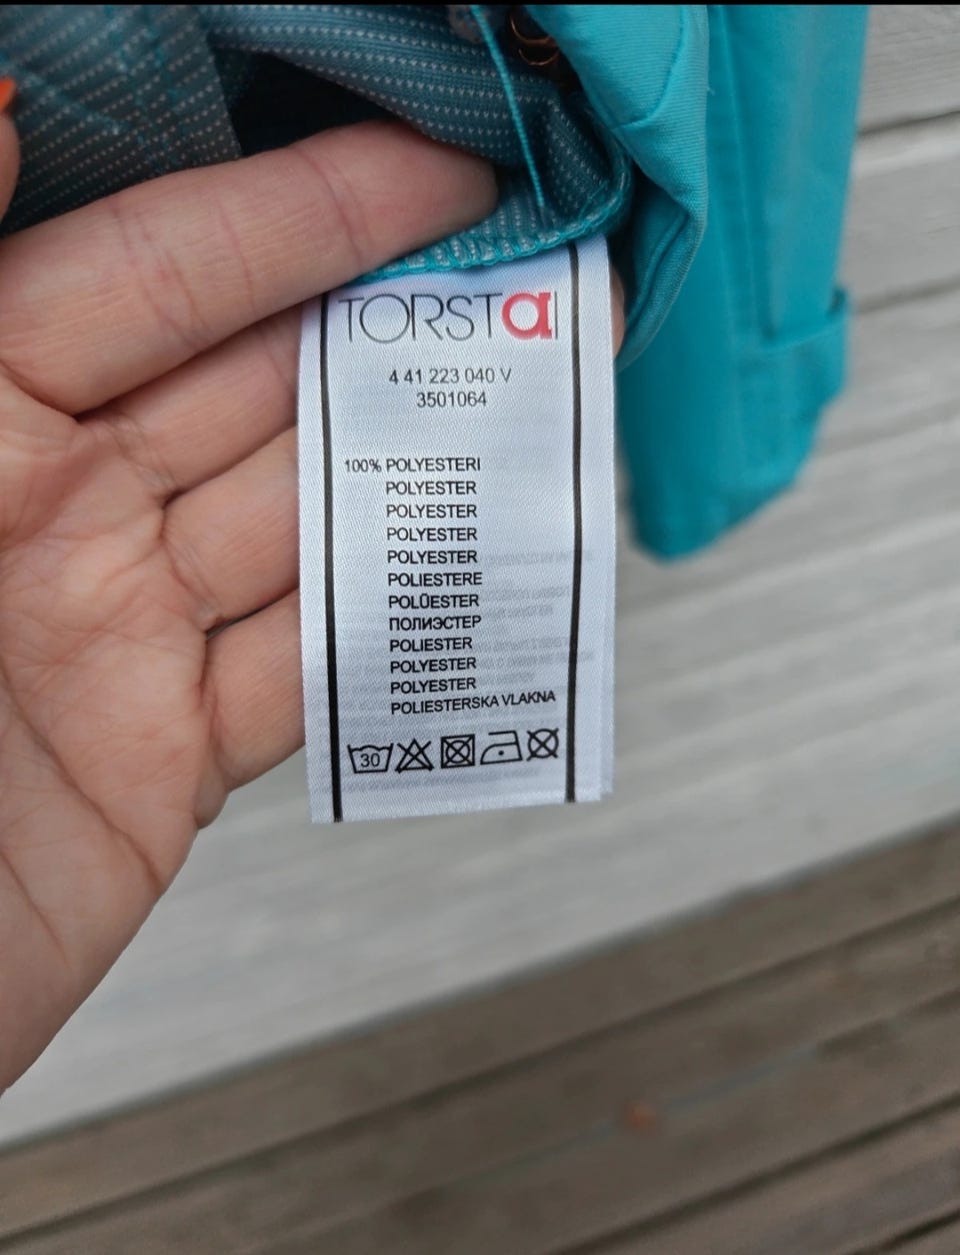 TORSTAI
4 41 223 040 V
3501064
100% POLYESTERI
POLYESTER
POLYESTER
POLYESTER
POLYESTER
POLIESTERE
POLÜESTER
ПОЛИЭСТЕР
POLIESTER
POLYESTER
POLYESTER
POLIESTERSKA VLAKNA
30